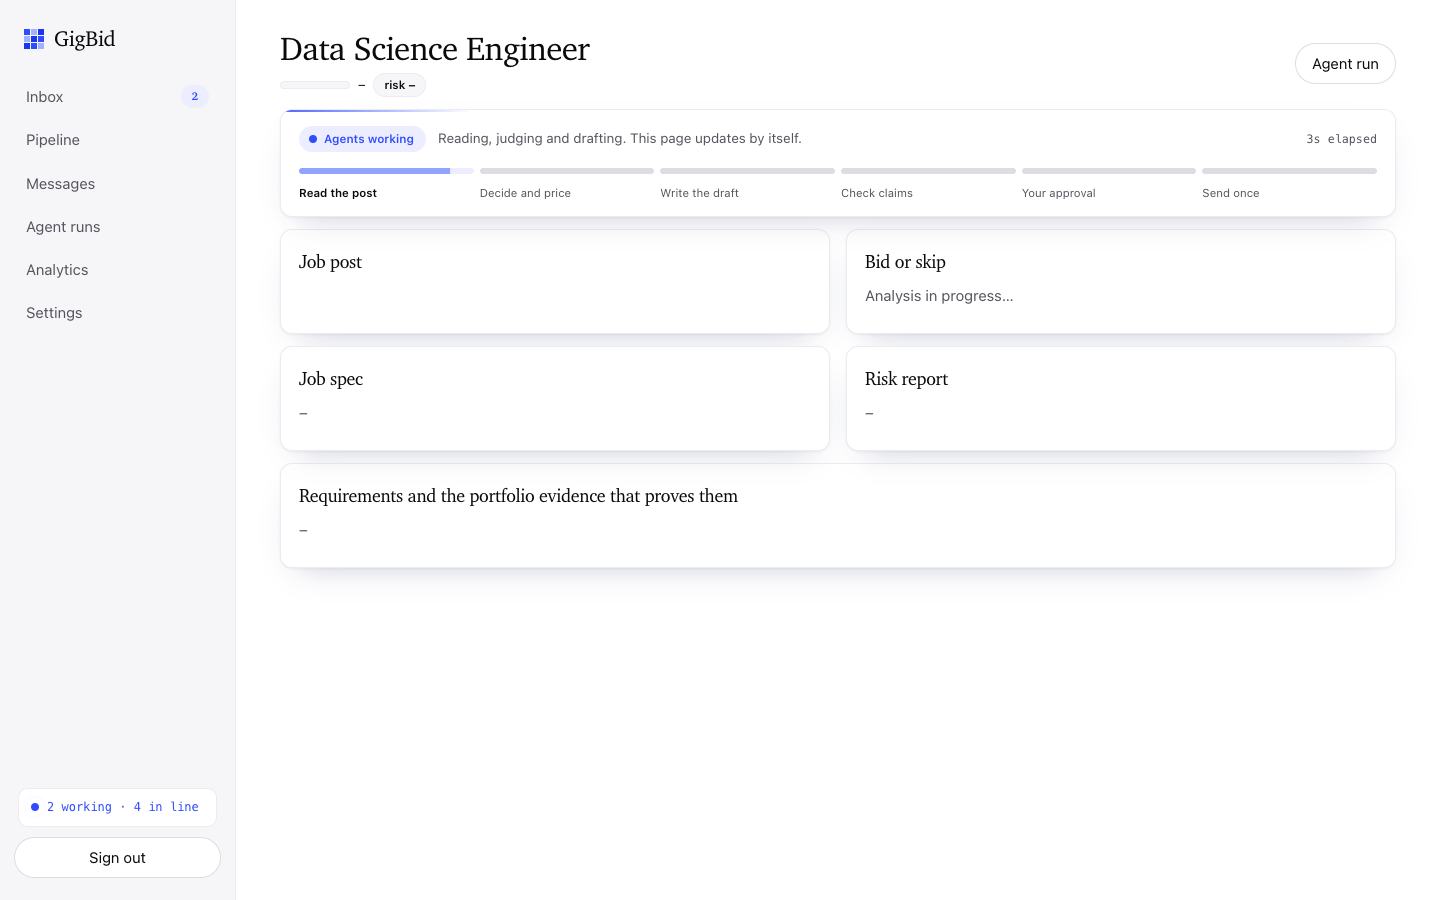 GigBid
Inbox 2
Pipeline
Messages
Agent runs
Analytics
Settings
2 working · 4 in line
Sign out
Data Science Engineer
– risk –
Agent run
Agents working Reading, judging and drafting. This page updates by itself. 3s elapsed
Read the post Decide and price Write the draft Check claims Your approval Send once
Job post
Bid or skip
Analysis in progress...
Job spec
–
Risk report
–
Requirements and the portfolio evidence that proves them
–